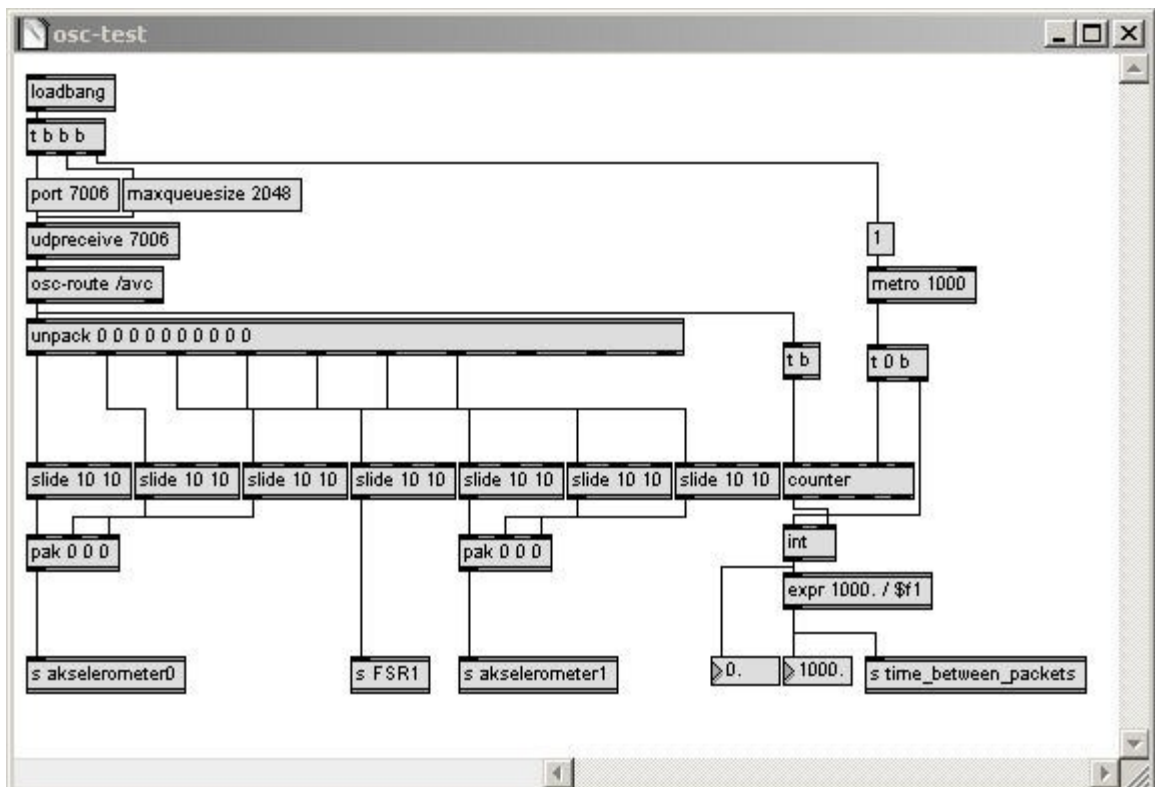 osc-test
loadbang
t b b b
port 7006
maxqueuesize 2048
udpreceive 7006
1
osc-route /avc
metro 1000
unpack 0 0 0 0 0 0 0 0 0 0
t b
t 0 b
slide 10 10
slide 10 10
slide 10 10
slide 10 10
slide 10 10
slide 10 10
slide 10 10
counter
pak 0 0 0
pak 0 0 0
int
expr 1000. / $f1
s akselerometer0
s FSR1
s akselerometer1
0.
1000.
s time_between_packets